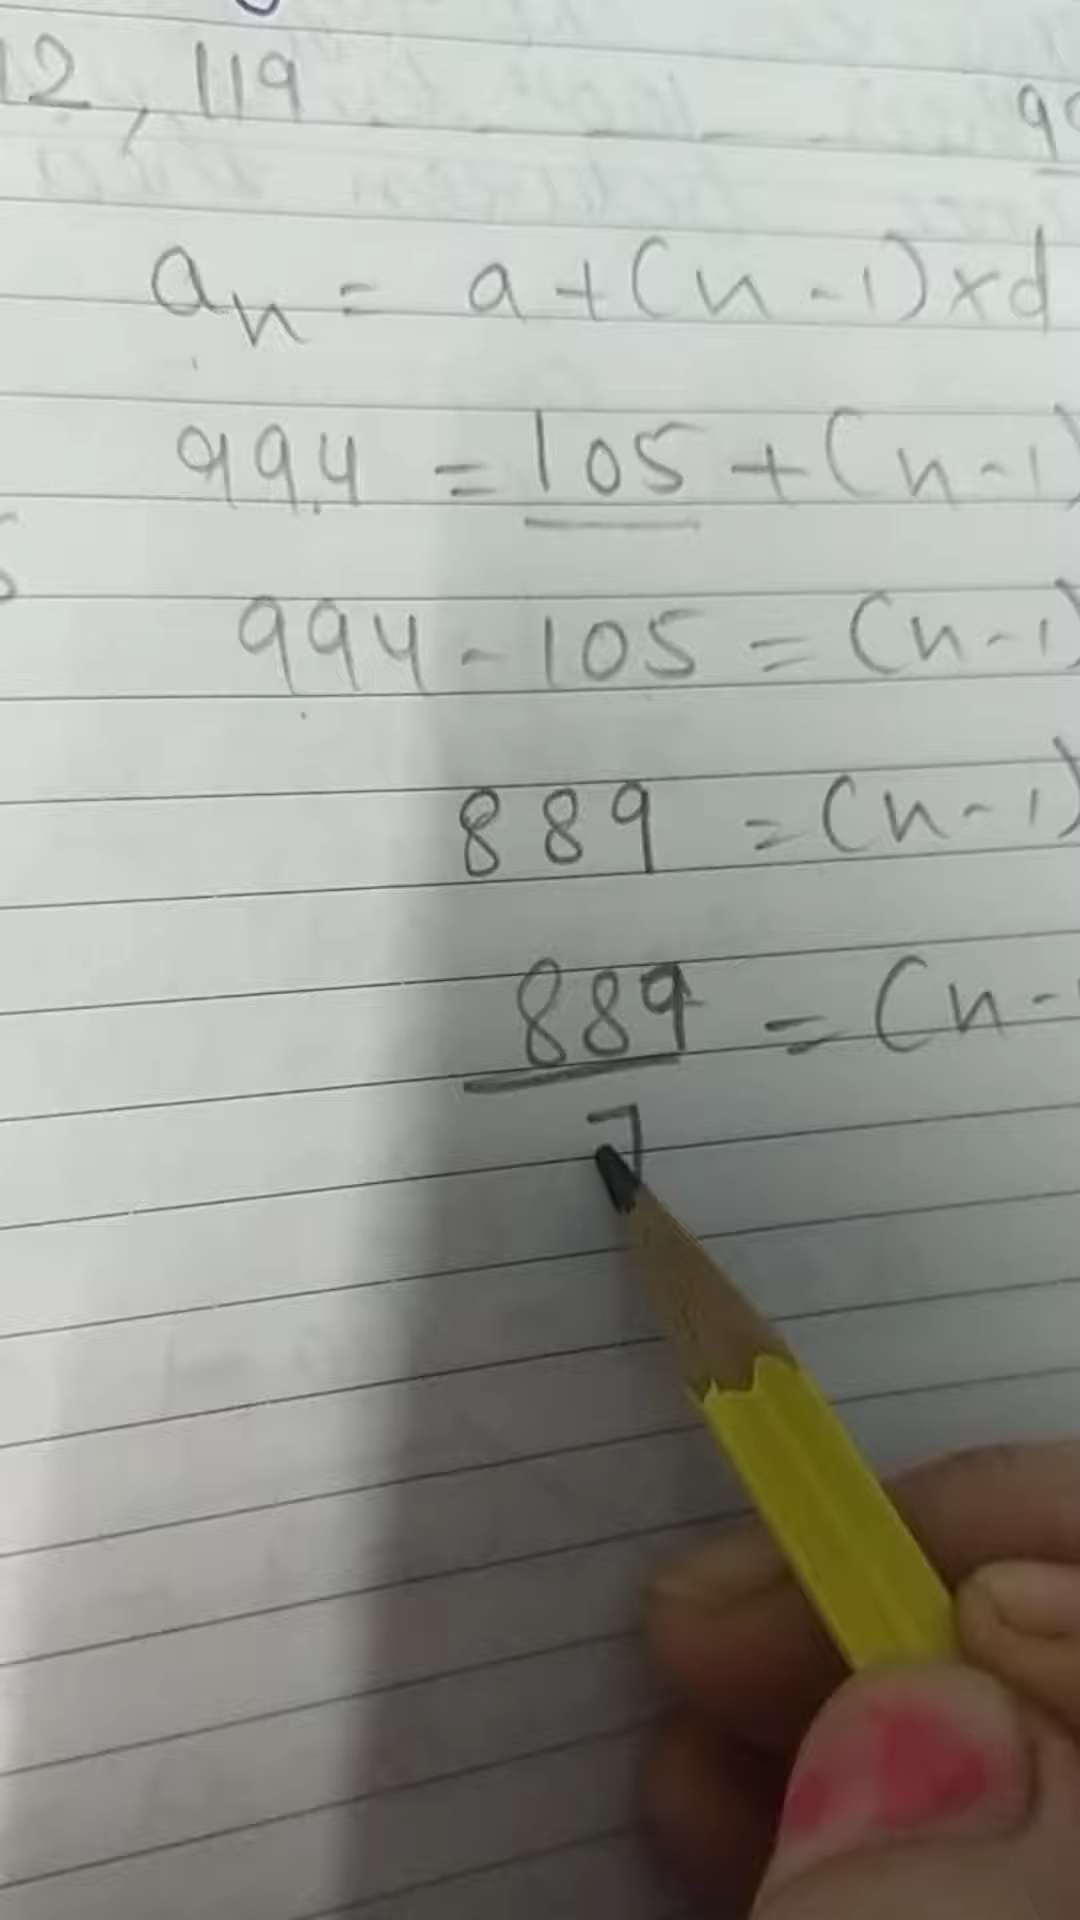 12, 119
aₙ = a + (n - 1) × d
994 = 105 + (n - 1)
994 - 105 = (n - 1)
889 = (n - 1)
889 = (n -
7